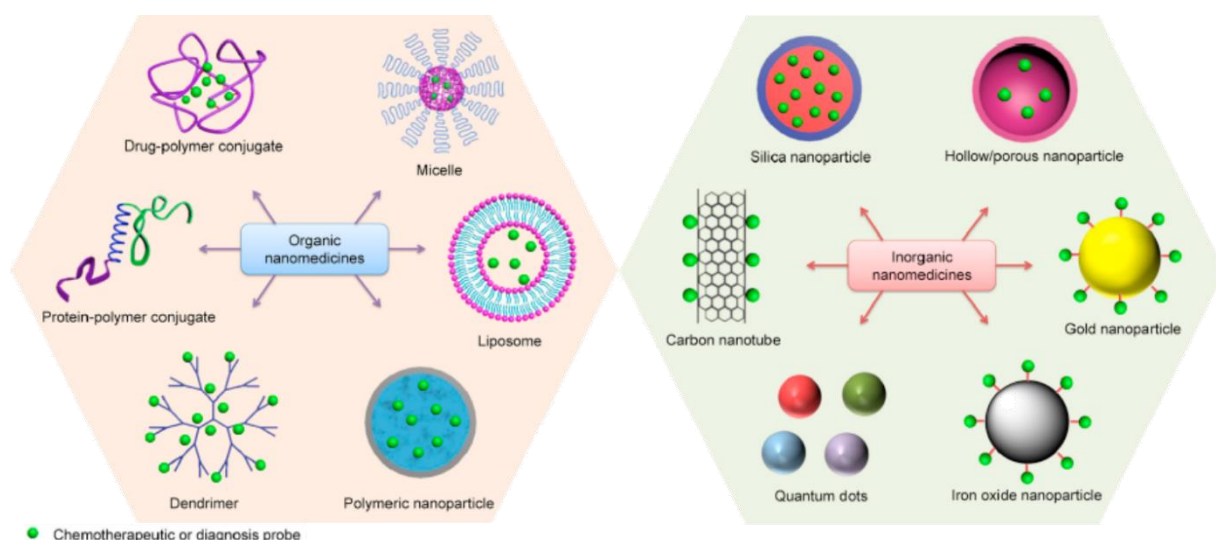 Drug-polymer conjugate
Micelle
Organic
nanomedicines
Protein-polymer conjugate
Liposome
Dendrimer
Polymeric nanoparticle
Chemotherapeutic or diagnosis probe
Silica nanoparticle
Hollow/porous nanoparticle
Inorganic
nanomedicines
Carbon nanotube
Gold nanoparticle
Quantum dots
Iron oxide nanoparticle